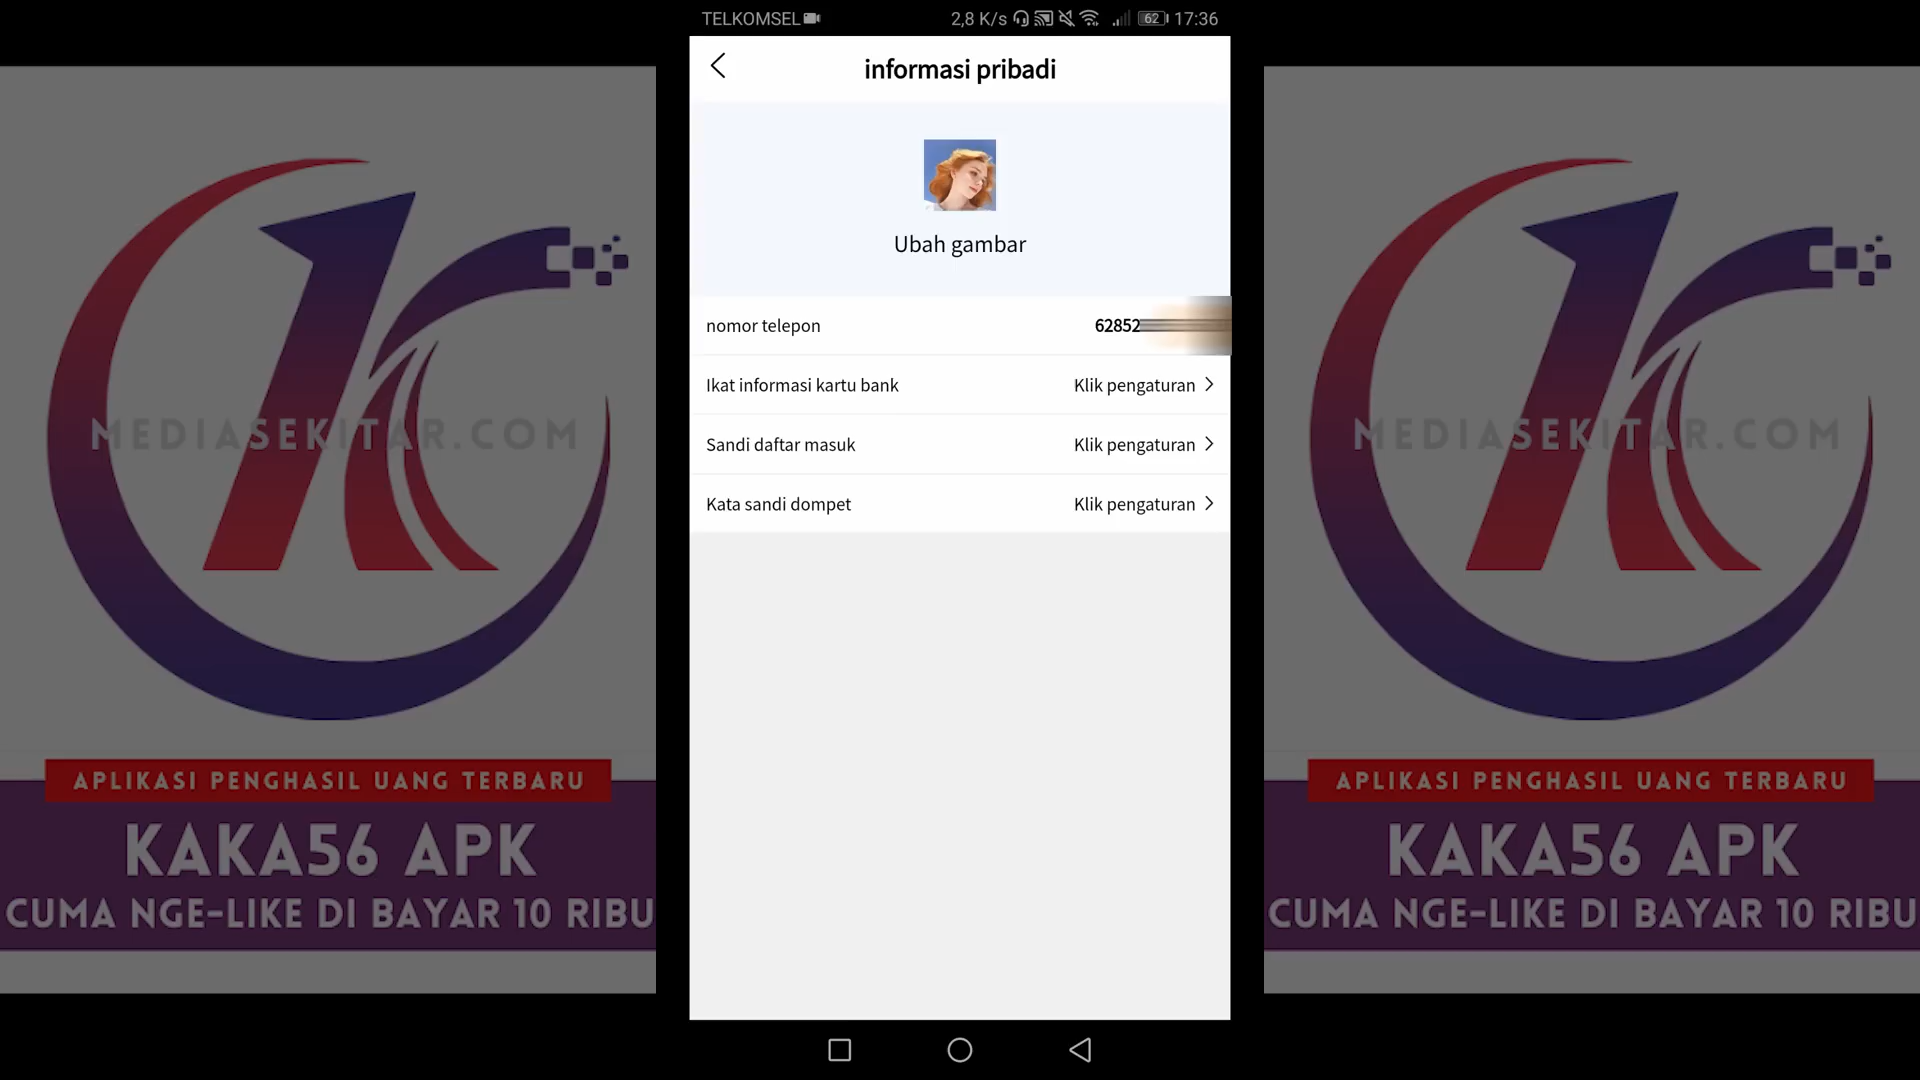 TELKOMSEL 2,8 K/s 62 17:36
informasi pribadi
Ubah gambar
nomor telepon 62852
Ikat informasi kartu bank Klik pengaturan
Sandi daftar masuk Klik pengaturan
Kata sandi dompet Klik pengaturan
MEDIASEKITAR.COM
APLIKASI PENGHASIL UANG TERBARU
KAKA56 APK
CUMA NGE-LIKE DI BAYAR 10 RIBU
MEDIASEKITAR.COM
APLIKASI PENGHASIL UANG TERBARU
KAKA56 APK
CUMA NGE-LIKE DI BAYAR 10 RIBU